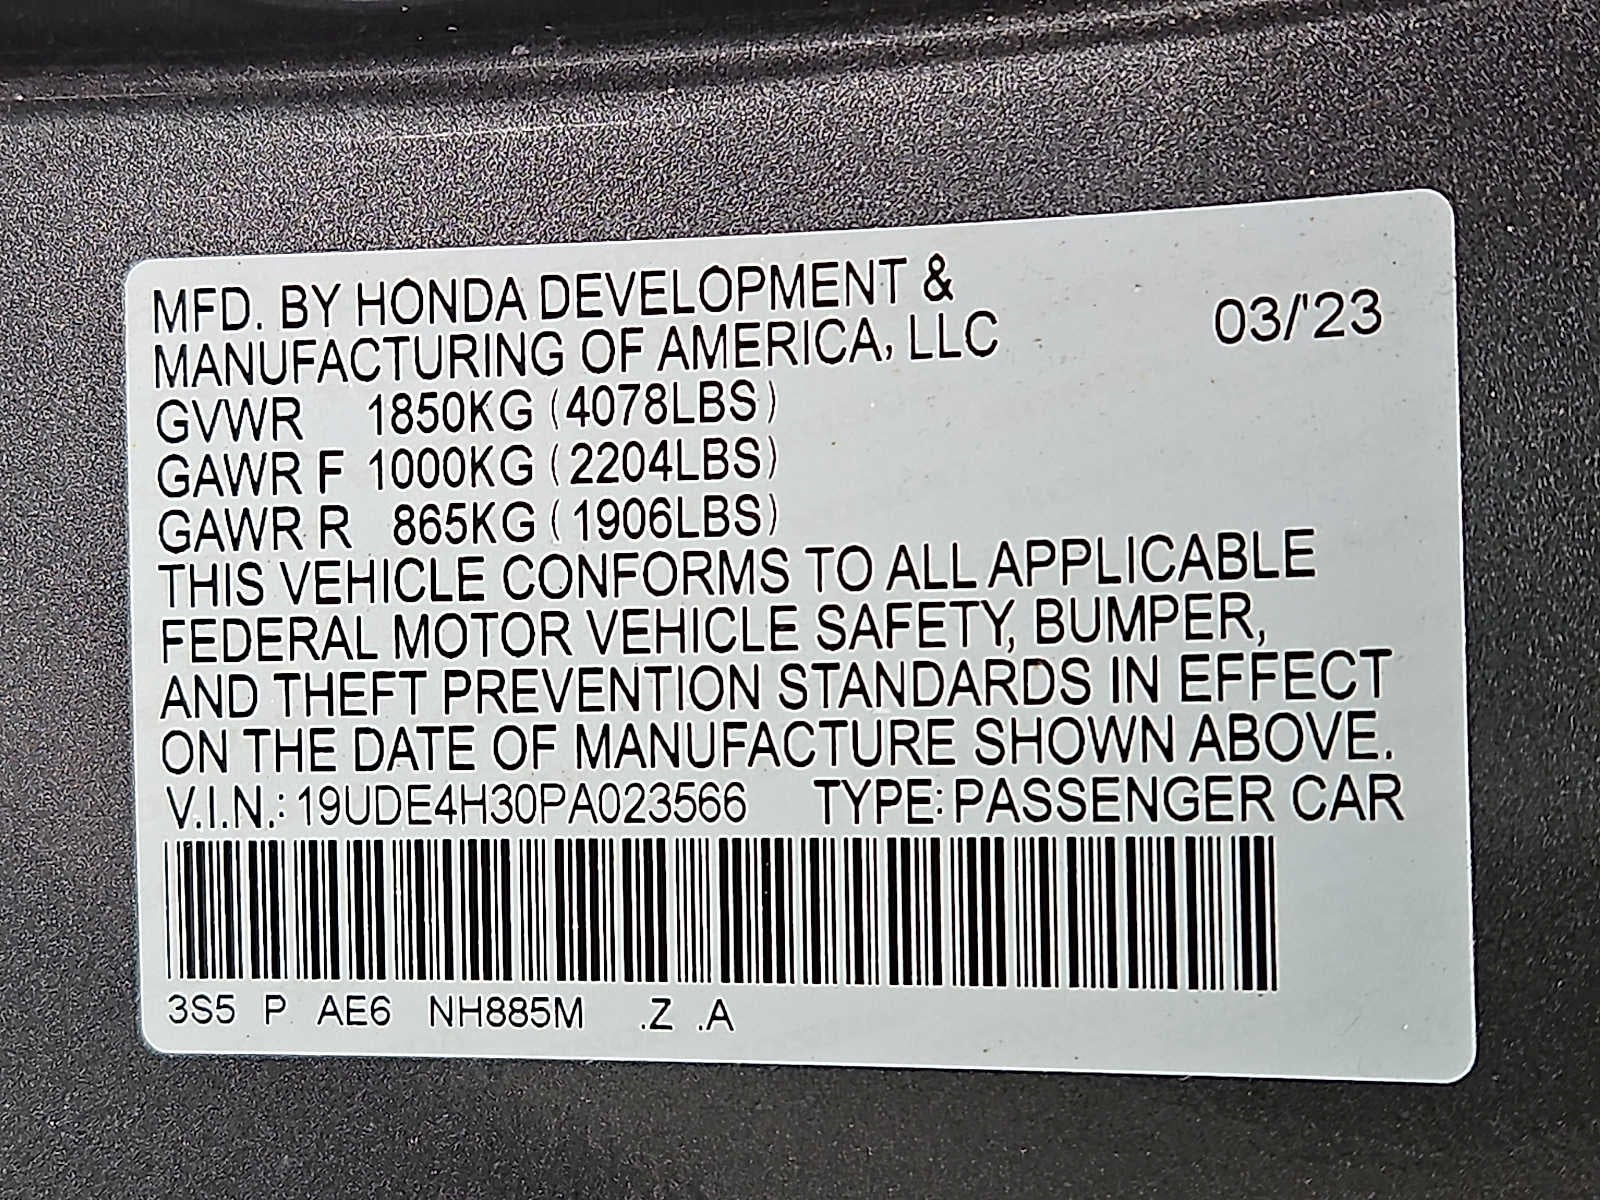 MFD. BY HONDA DEVELOPMENT &
MANUFACTURING OF AMERICA, LLC
03/'23
GVWR 1850KG (4078LBS)
GAWR F 1000KG (2204LBS)
GAWR R 865KG (1906LBS)
THIS VEHICLE CONFORMS TO ALL APPLICABLE
FEDERAL MOTOR VEHICLE SAFETY, BUMPER,
AND THEFT PREVENTION STANDARDS IN EFFECT
ON THE DATE OF MANUFACTURE SHOWN ABOVE.
V.I.N.: 19UDE4H30PA023566 TYPE: PASSENGER CAR
3S5 P AE6 NH885M .Z .A